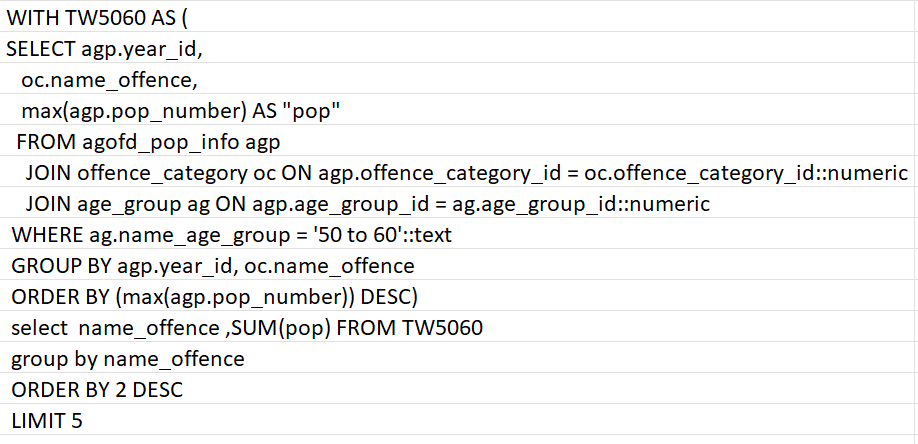 WITH TW5060 AS (
SELECT agp.year_id,
oc.name_offence,
max(agp.pop_number) AS "pop"
FROM agofd_pop_info agp
JOIN offence_category oc ON agp.offence_category_id = oc.offence_category_id::numeric
JOIN age_group ag ON agp.age_group_id = ag.age_group_id::numeric
WHERE ag.name_age_group = '50 to 60'::text
GROUP BY agp.year_id, oc.name_offence
ORDER BY (max(agp.pop_number)) DESC)
select  name_offence ,SUM(pop) FROM TW5060
group by name_offence
ORDER BY 2 DESC
LIMIT 5